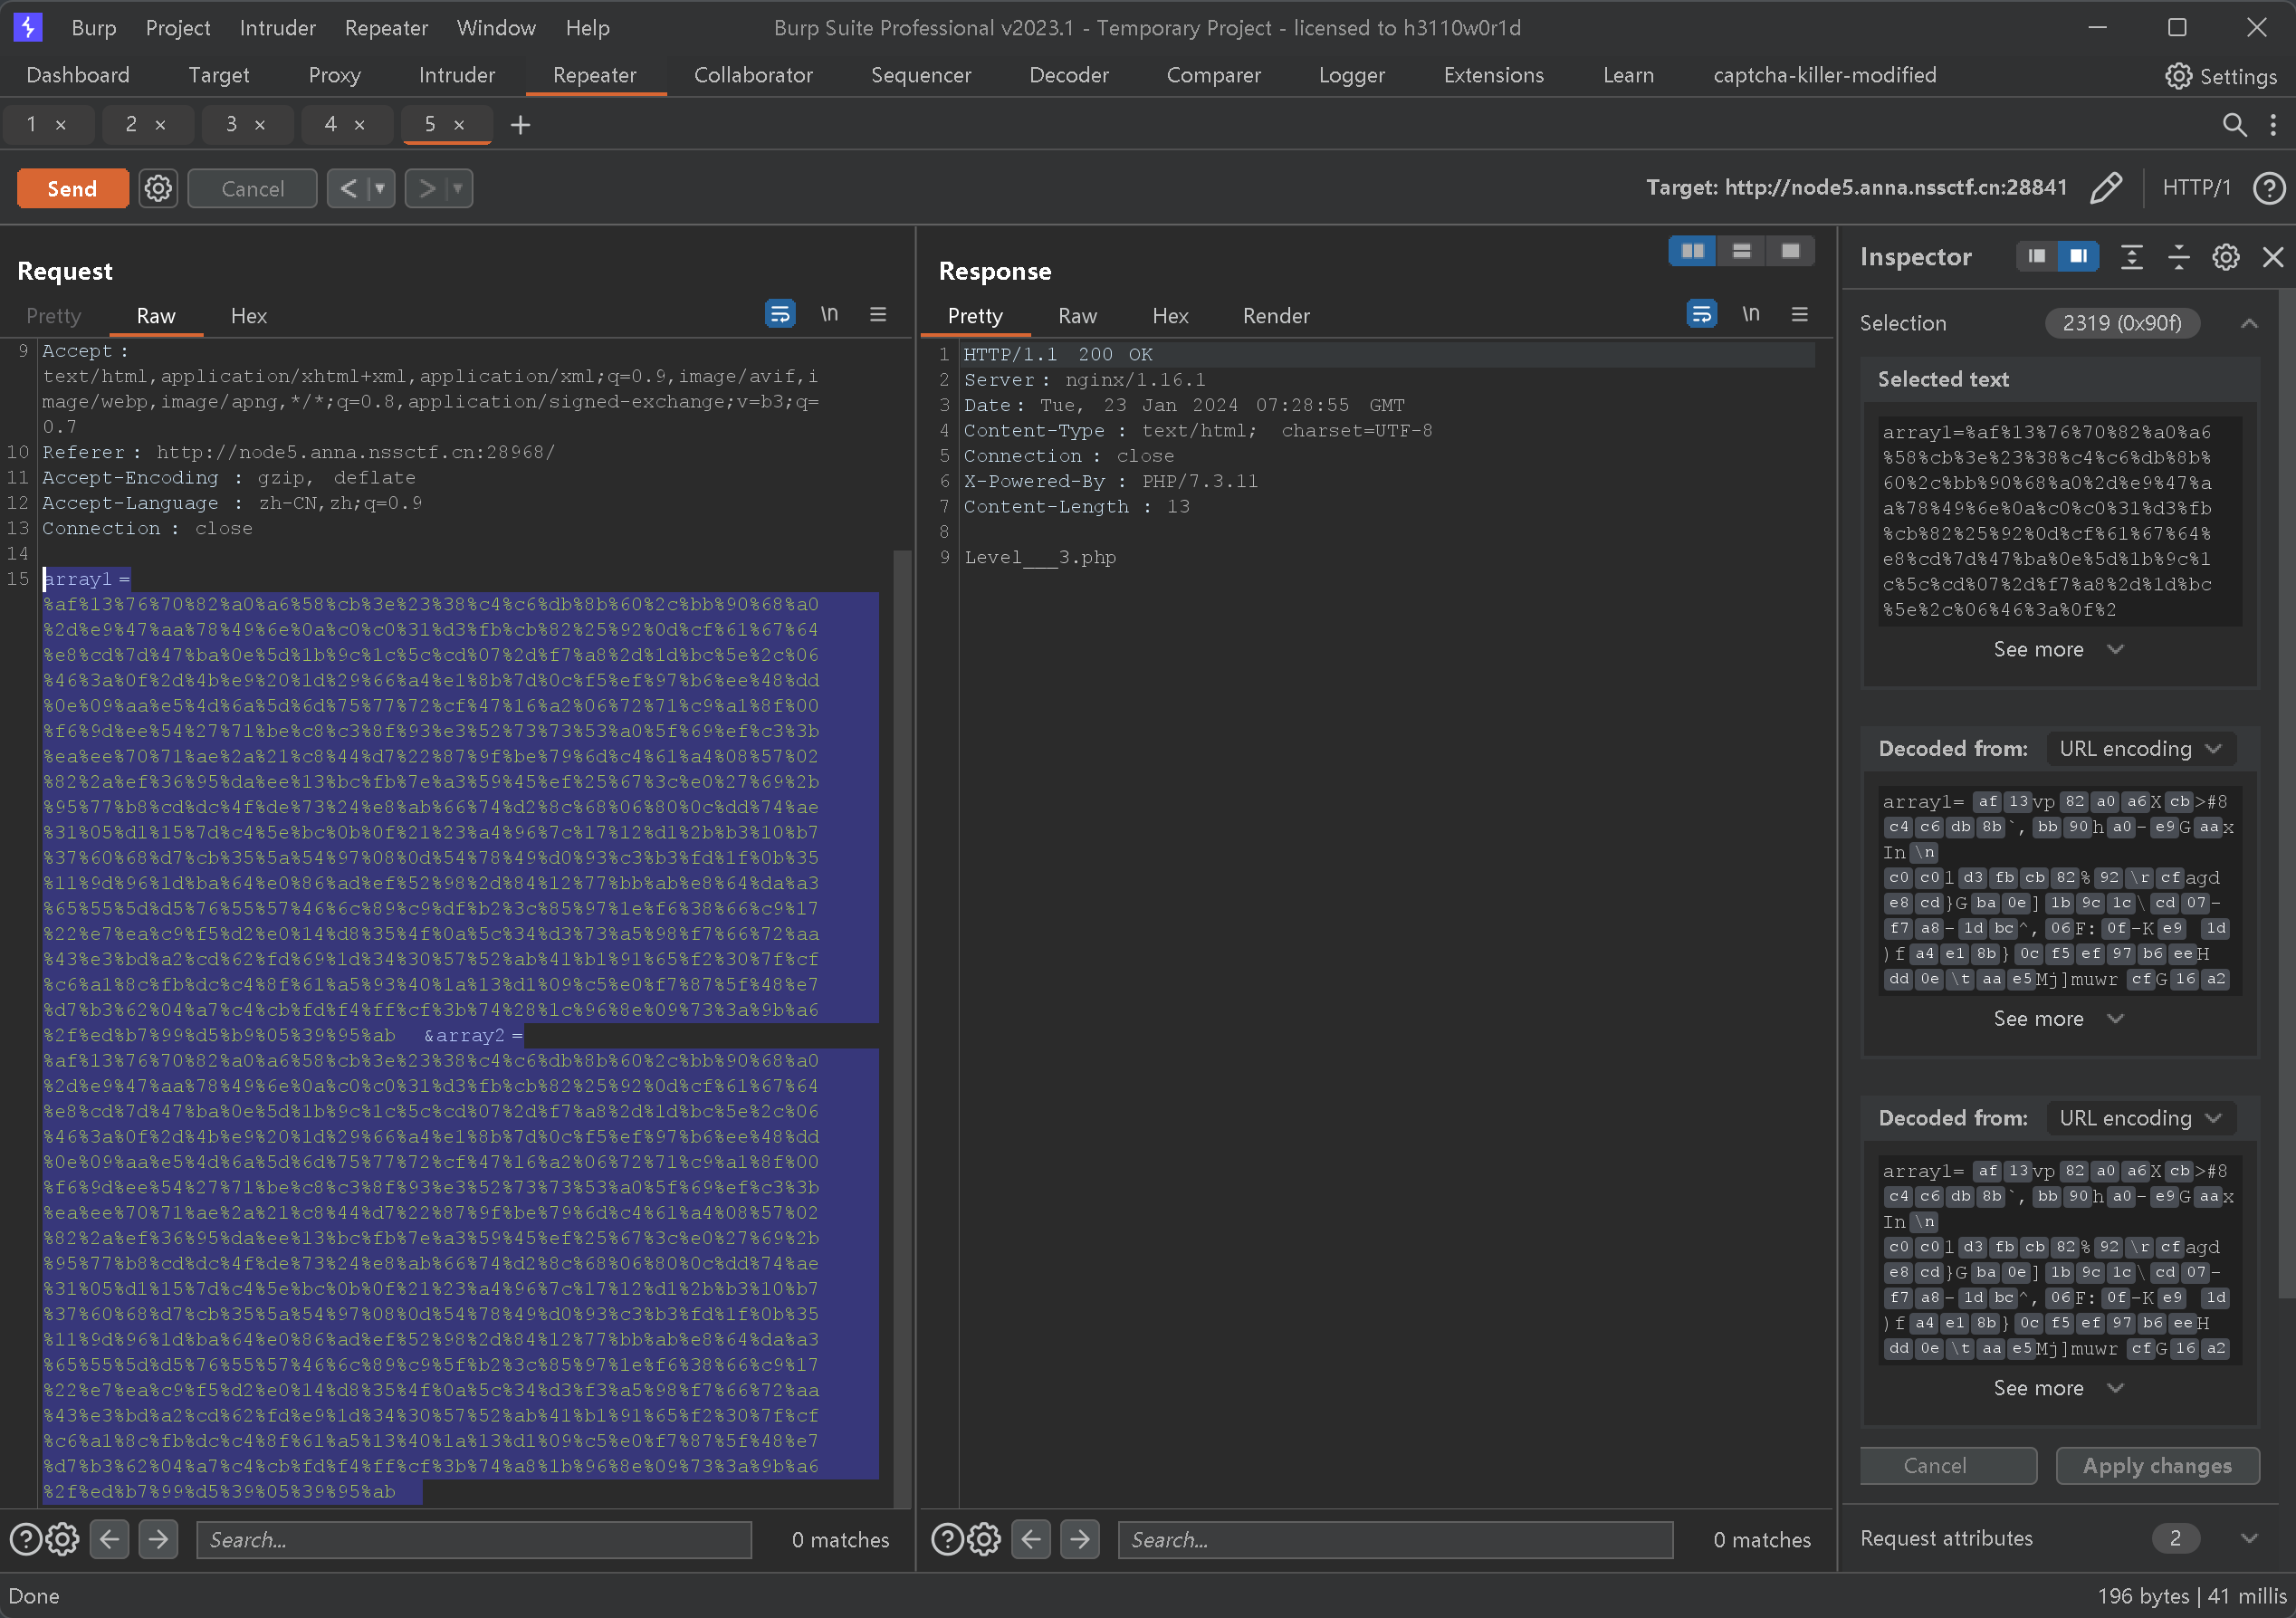 Burp Project Intruder Repeater Window Help Burp Suite Professional v2023.1 - Temporary Project - licensed to h3110w0r1d
Dashboard Target Proxy Intruder Repeater Collaborator Sequencer Decoder Comparer Logger Extensions Learn captcha-killer-modified Settings
1 × 2 × 3 × 4 × 5 × +
Send Cancel < > Target: http://node5.anna.nssctf.cn:28841 HTTP/1
Request
Pretty Raw Hex \n
9 Accept :
text/html,application/xhtml+xml,application/xml;q=0.9,image/avif,i
mage/webp,image/apng,*/*;q=0.8,application/signed-exchange;v=b3;q=
0.7
10 Referer : http://node5.anna.nssctf.cn:28968/
11 Accept-Encoding : gzip, deflate
12 Accept-Language : zh-CN,zh;q=0.9
13 Connection : close
14
15 array1 =
%af%13%76%70%82%a0%a6%58%cb%3e%23%38%c4%c6%db%8b%60%2c%bb%90%68%a0
%2d%e9%47%aa%78%49%6e%0a%c0%c0%31%d3%fb%cb%82%25%92%0d%cf%61%67%64
%e8%cd%7d%47%ba%0e%5d%1b%9c%1c%5c%cd%07%2d%f7%a8%2d%1d%bc%5e%2c%06
%46%3a%0f%2d%4b%e9%20%1d%29%66%a4%e1%8b%7d%0c%f5%ef%97%b6%ee%48%dd
%0e%09%aa%e5%4d%6a%5d%6d%75%77%72%cf%47%16%a2%06%72%71%c9%a1%8f%00
%f6%9d%ee%54%27%71%be%c8%c3%8f%93%e3%52%73%73%53%a0%5f%69%ef%c3%3b
%ea%ee%70%71%ae%2a%21%c8%44%d7%22%87%9f%be%79%6d%c4%61%a4%08%57%02
%82%2a%ef%36%95%da%ee%13%bc%fb%7e%a3%59%45%ef%25%67%3c%e0%27%69%2b
%95%77%b8%cd%dc%4f%de%73%24%e8%ab%66%74%d2%8c%68%06%80%0c%dd%74%ae
%31%05%d1%15%7d%c4%5e%bc%0b%0f%21%23%a4%96%7c%17%12%d1%2b%b3%10%b7
%37%60%68%d7%cb%35%5a%54%97%08%0d%54%78%49%d0%93%c3%b3%fd%1f%0b%35
%11%9d%96%1d%ba%64%e0%86%ad%ef%52%98%2d%84%12%77%bb%ab%e8%64%da%a3
%65%55%5d%d5%76%55%57%46%6c%89%c9%df%b2%3c%85%97%1e%f6%38%66%c9%17
%22%e7%ea%c9%f5%d2%e0%14%d8%35%4f%0a%5c%34%d3%73%a5%98%f7%66%72%aa
%43%e3%bd%a2%cd%62%fd%69%1d%34%30%57%52%ab%41%b1%91%65%f2%30%7f%cf
%c6%a1%8c%fb%dc%c4%8f%61%a5%93%40%1a%13%d1%09%c5%e0%f7%87%5f%48%e7
%d7%b3%62%04%a7%c4%cb%fd%f4%ff%cf%3b%74%28%1c%96%8e%09%73%3a%9b%a6
%2f%ed%b7%99%d5%b9%05%39%95%ab &array2 =
%af%13%76%70%82%a0%a6%58%cb%3e%23%38%c4%c6%db%8b%60%2c%bb%90%68%a0
%2d%e9%47%aa%78%49%6e%0a%c0%c0%31%d3%fb%cb%82%25%92%0d%cf%61%67%64
%e8%cd%7d%47%ba%0e%5d%1b%9c%1c%5c%cd%07%2d%f7%a8%2d%1d%bc%5e%2c%06
%46%3a%0f%2d%4b%e9%20%1d%29%66%a4%e1%8b%7d%0c%f5%ef%97%b6%ee%48%dd
%0e%09%aa%e5%4d%6a%5d%6d%75%77%72%cf%47%16%a2%06%72%71%c9%a1%8f%00
%f6%9d%ee%54%27%71%be%c8%c3%8f%93%e3%52%73%73%53%a0%5f%69%ef%c3%3b
%ea%ee%70%71%ae%2a%21%c8%44%d7%22%87%9f%be%79%6d%c4%61%a4%08%57%02
%82%2a%ef%36%95%da%ee%13%bc%fb%7e%a3%59%45%ef%25%67%3c%e0%27%69%2b
%95%77%b8%cd%dc%4f%de%73%24%e8%ab%66%74%d2%8c%68%06%80%0c%dd%74%ae
%31%05%d1%15%7d%c4%5e%bc%0b%0f%21%23%a4%96%7c%17%12%d1%2b%b3%10%b7
%37%60%68%d7%cb%35%5a%54%97%08%0d%54%78%49%d0%93%c3%b3%fd%1f%0b%35
%11%9d%96%1d%ba%64%e0%86%ad%ef%52%98%2d%84%12%77%bb%ab%e8%64%da%a3
%65%55%5d%d5%76%55%57%46%6c%89%c9%5f%b2%3c%85%97%1e%f6%38%66%c9%17
%22%e7%ea%c9%f5%d2%e0%14%d8%35%4f%0a%5c%34%d3%f3%a5%98%f7%66%72%aa
%43%e3%bd%a2%cd%62%fd%e9%1d%34%30%57%52%ab%41%b1%91%65%f2%30%7f%cf
%c6%a1%8c%fb%dc%c4%8f%61%a5%13%40%1a%13%d1%09%c5%e0%f7%87%5f%48%e7
%d7%b3%62%04%a7%c4%cb%fd%f4%ff%cf%3b%74%a8%1b%96%8e%09%73%3a%9b%a6
%2f%ed%b7%99%d5%39%05%39%95%ab
Search... 0 matches
Response
Pretty Raw Hex Render \n
1 HTTP/1.1 200 OK
2 Server : nginx/1.16.1
3 Date : Tue, 23 Jan 2024 07:28:55 GMT
4 Content-Type : text/html; charset=UTF-8
5 Connection : close
6 X-Powered-By : PHP/7.3.11
7 Content-Length : 13
8
9 Level___3.php
Search... 0 matches
Inspector
Selection 2319 (0x90f)
Selected text
array1=%af%13%76%70%82%a0%a6
%58%cb%3e%23%38%c4%c6%db%8b%
60%2c%bb%90%68%a0%2d%e9%47%a
a%78%49%6e%0a%c0%c0%31%d3%fb
%cb%82%25%92%0d%cf%61%67%64%
e8%cd%7d%47%ba%0e%5d%1b%9c%1
c%5c%cd%07%2d%f7%a8%2d%1d%bc
%5e%2c%06%46%3a%0f%2
See more
Decoded from: URL encoding
array1= af 13 vp 82 a0 a6 X cb >#8
c4 c6 db 8b `, bb 90 h a0 - e9 G aa x
In \n
c0 c0 1 d3 fb cb 82 % 92 \r cf agd
e8 cd }G ba 0e ] 1b 9c 1c \ cd 07 -
f7 a8 - 1d bc ^, 06 F: 0f -K e9 1d
)f a4 e1 8b } 0c f5 ef 97 b6 ee H
dd 0e \t aa e5 Mj]muwr cf G 16 a2
See more
Decoded from: URL encoding
array1= af 13 vp 82 a0 a6 X cb >#8
c4 c6 db 8b `, bb 90 h a0 - e9 G aa x
In \n
c0 c0 1 d3 fb cb 82 % 92 \r cf agd
e8 cd }G ba 0e ] 1b 9c 1c \ cd 07 -
f7 a8 - 1d bc ^, 06 F: 0f -K e9 1d
)f a4 e1 8b } 0c f5 ef 97 b6 ee H
dd 0e \t aa e5 Mj]muwr cf G 16 a2
See more
Cancel Apply changes
Request attributes 2
Done 196 bytes | 41 millis